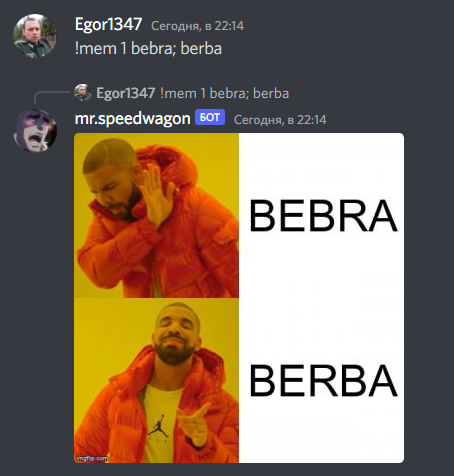 Egor1347 Сегодня, в 22:14
!mem 1 bebra; berba
Egor1347 !mem 1 bebra; berba
mr.speedwagon БОТ Сегодня, в 22:14
BEBRA
BERBA
imgflip.com